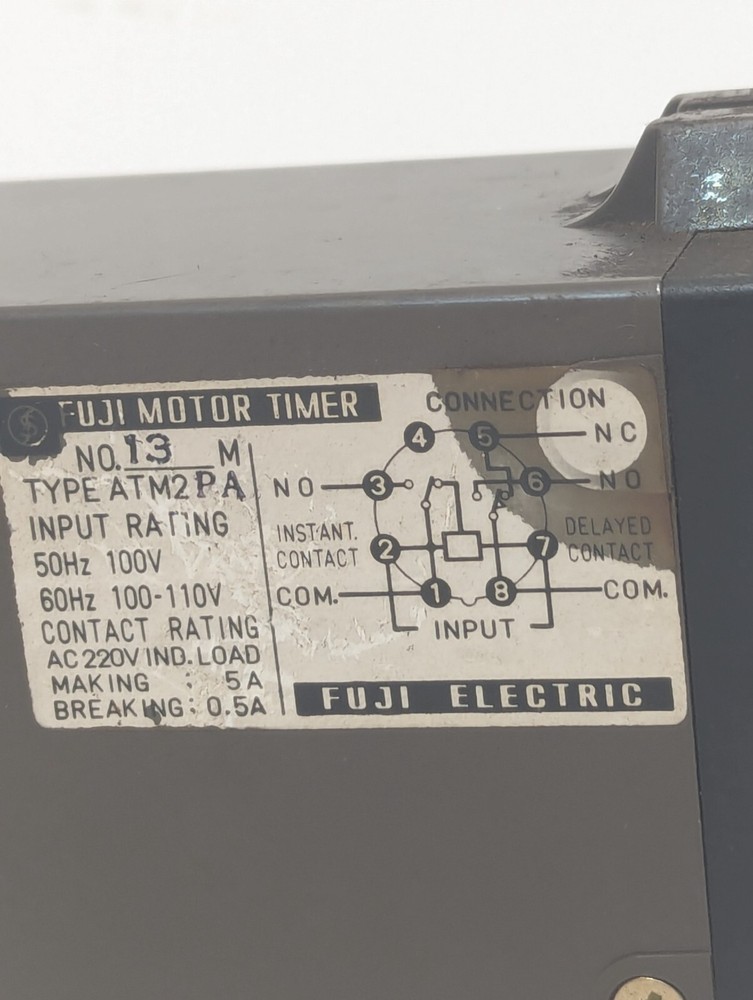 FUJI MOTOR TIMER
NO. 13 M
TYPE ATM2PA
INPUT RATING
50Hz 100V
60Hz 100-110V
CONTACT RATING
AC 220V IND. LOAD
MAKING : 5A
BREAKING : 0.5A
CONNECTION
4 5 NC
NO 3 6 NO
INSTANT. CONTACT
2 7
DELAYED CONTACT
COM. 1 8 COM.
INPUT
FUJI ELECTRIC